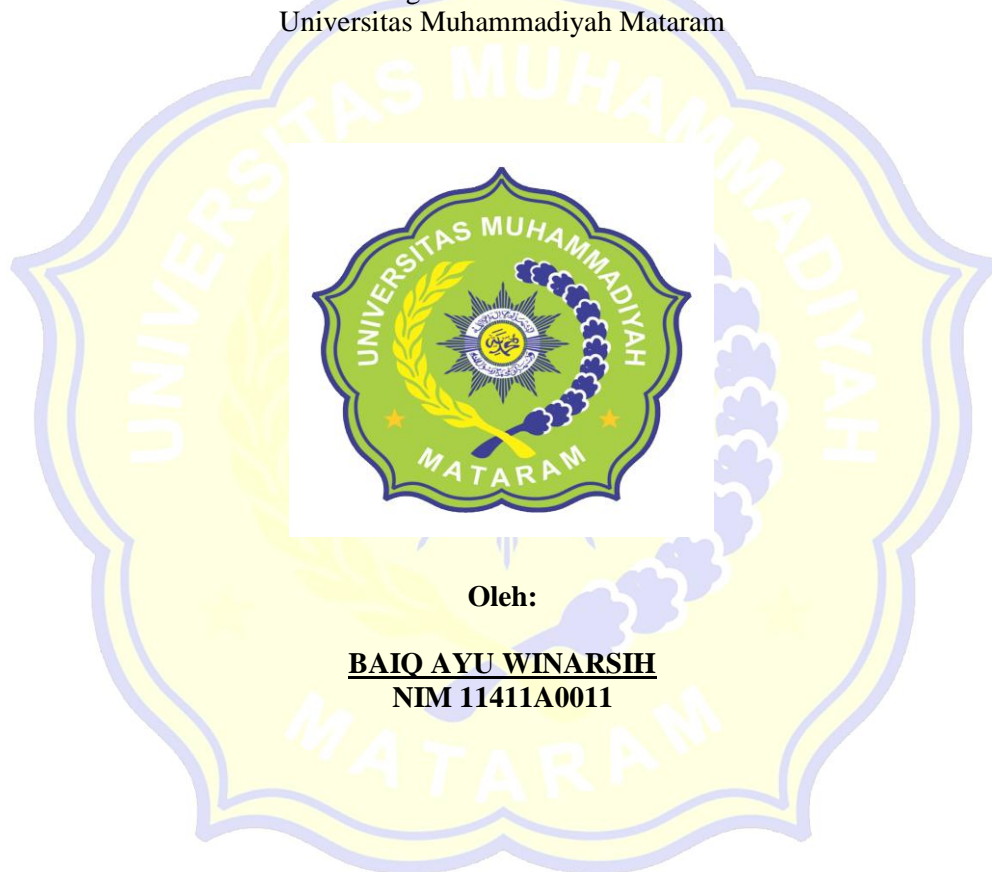 Universitas Muhammadiyah Mataram
UNIVERSITAS MUHAMMADIYAH
MATARAM
Oleh:
BAIQ AYU WINARSIH
NIM 11411A0011